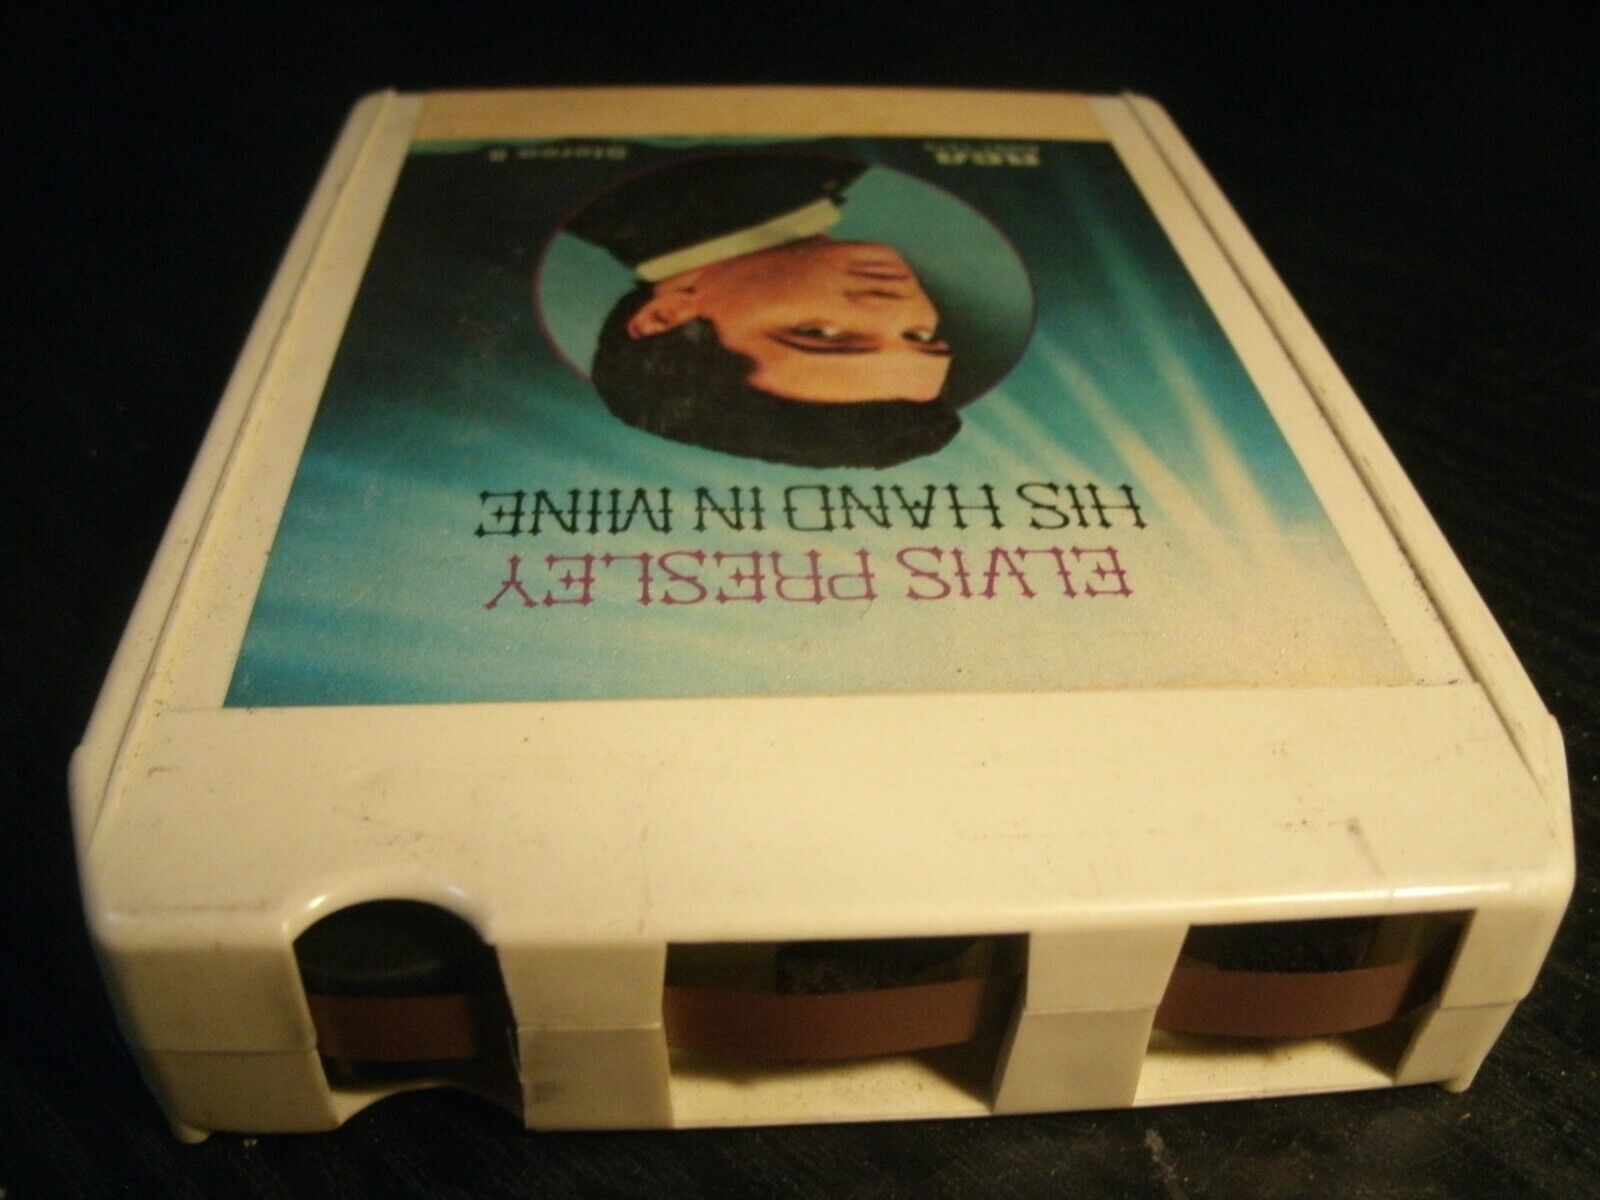 ELVIS PRESLEY
HIS HAND IN MINE
RCA
Stereo 8